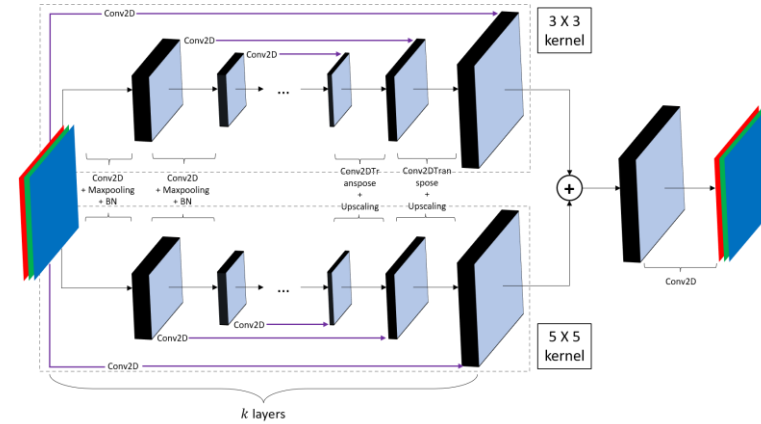 Conv2D
3 X 3
kernel
Conv2D
Conv2D
...
Conv2D
+ Maxpooling
+ BN
Conv2D
+ Maxpooling
+ BN
Conv2DTr
anspose
+
Upscaling
Conv2DTran
spose
+
Upscaling
+
Conv2D
...
Conv2D
Conv2D
Conv2D
5 X 5
kernel
k layers